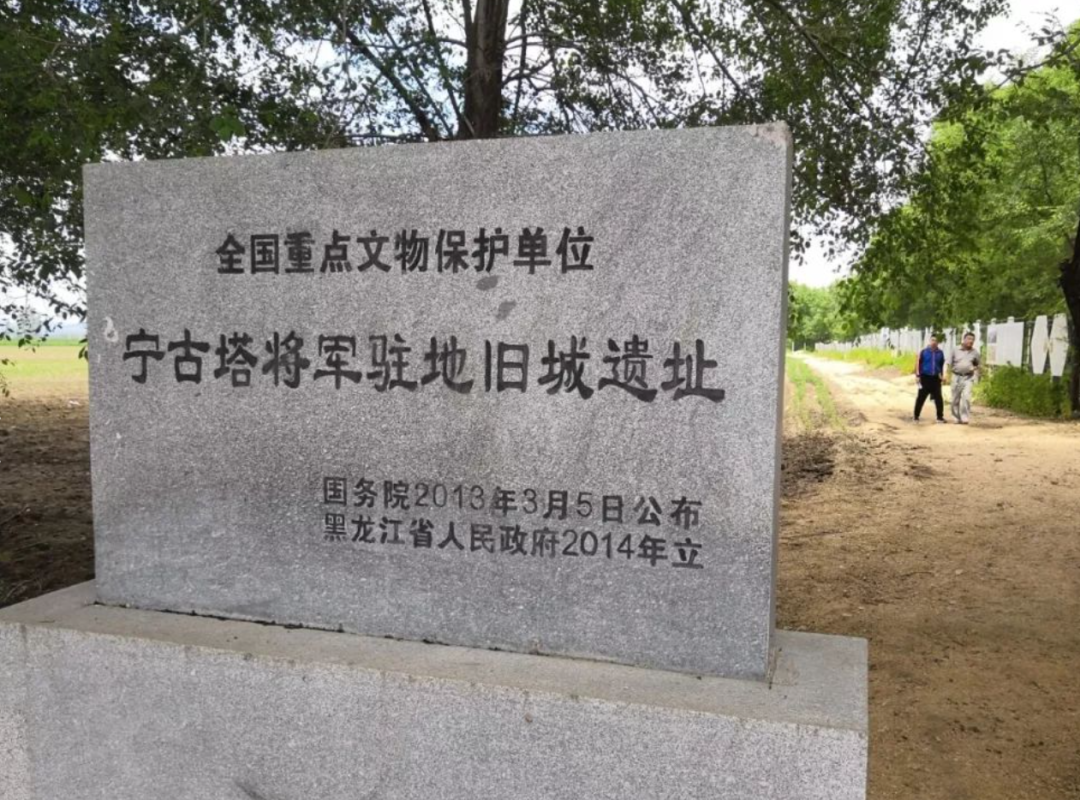 全国重点文物保护单位
宁古塔将军驻地旧城遗址
国务院2013年3月5日公布
黑龙江省人民政府2014年立